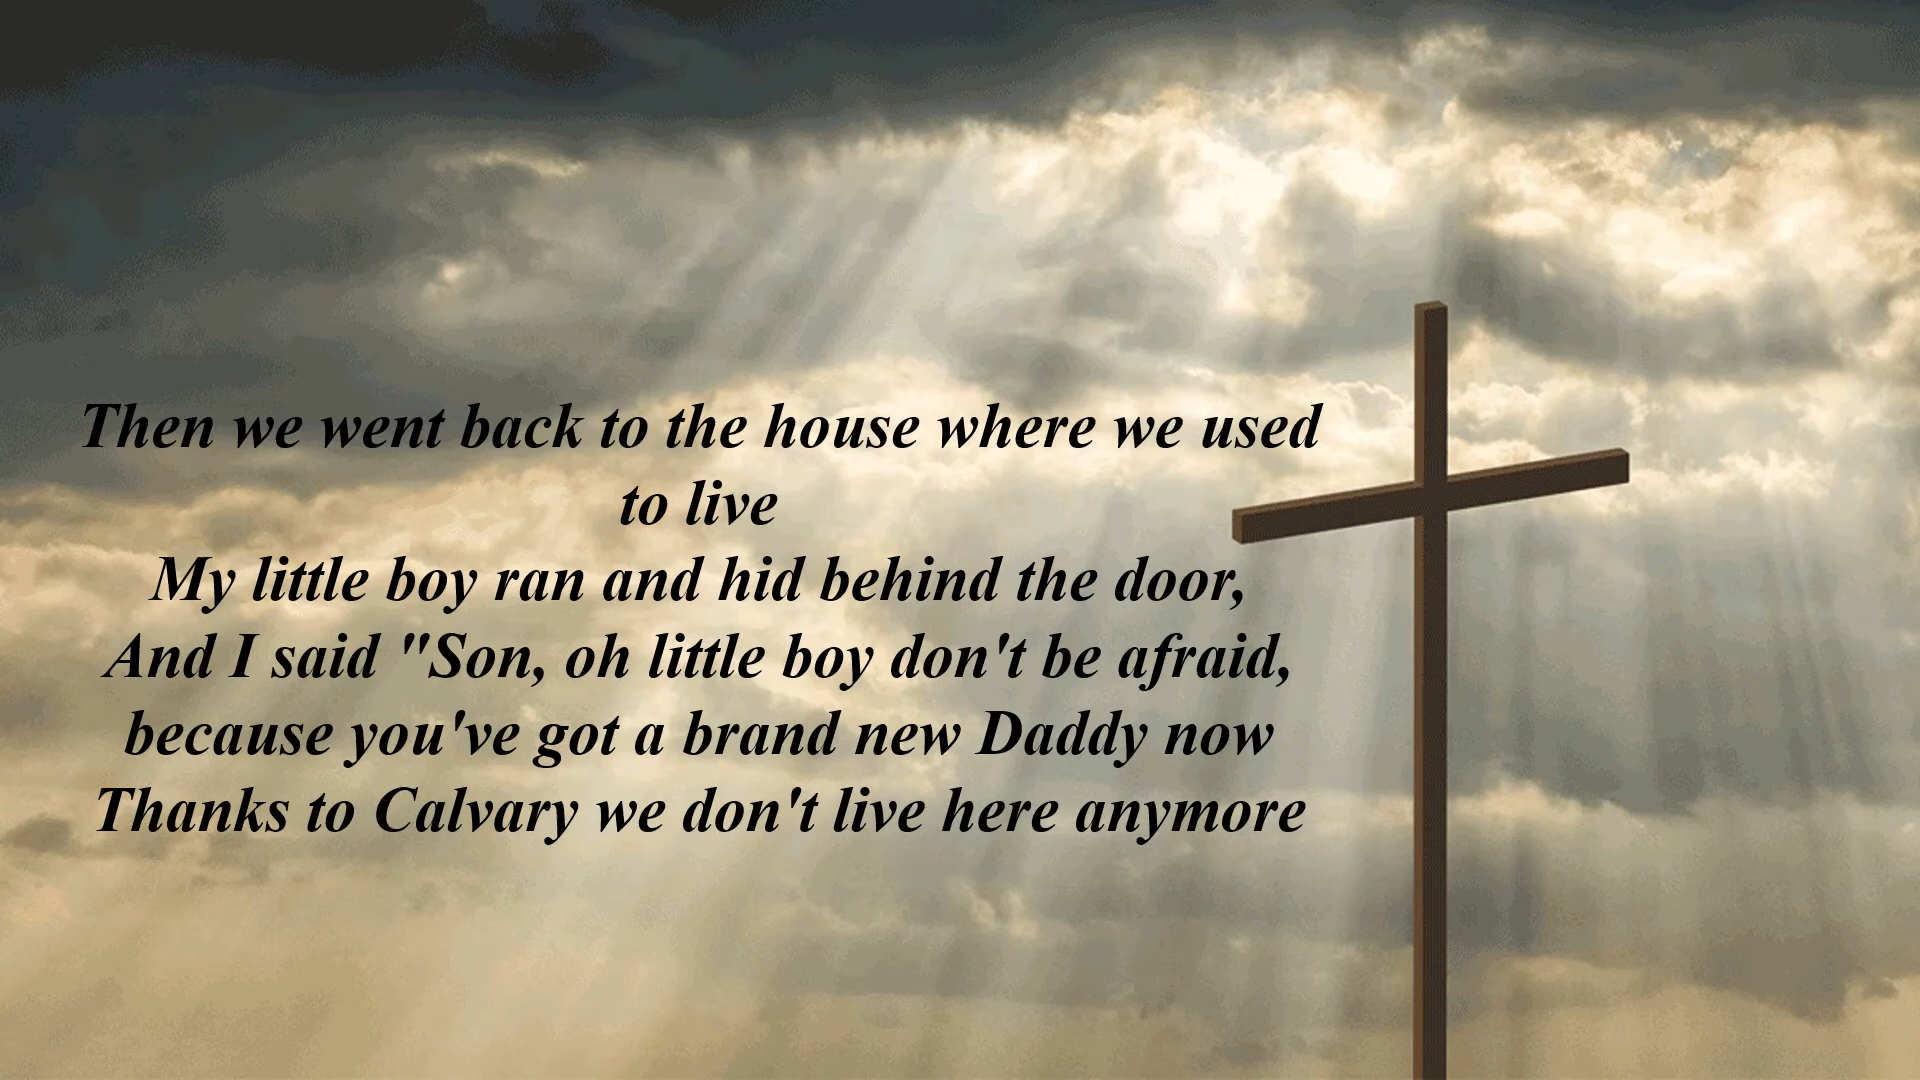 Then we went back to the house where we used
to live
My little boy ran and hid behind the door,
And I said "Son, oh little boy don't be afraid,
because you've got a brand new Daddy now
Thanks to Calvary we don't live here anymore